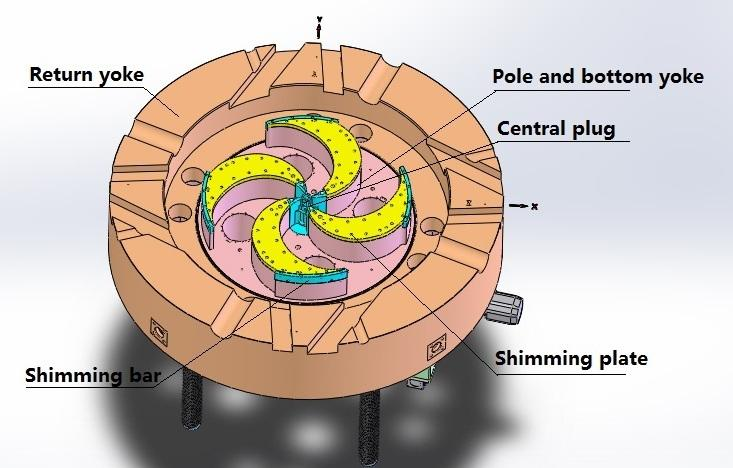 Y
Return yoke
Pole and bottom yoke
Central plug
X
Shimming bar
Shimming plate